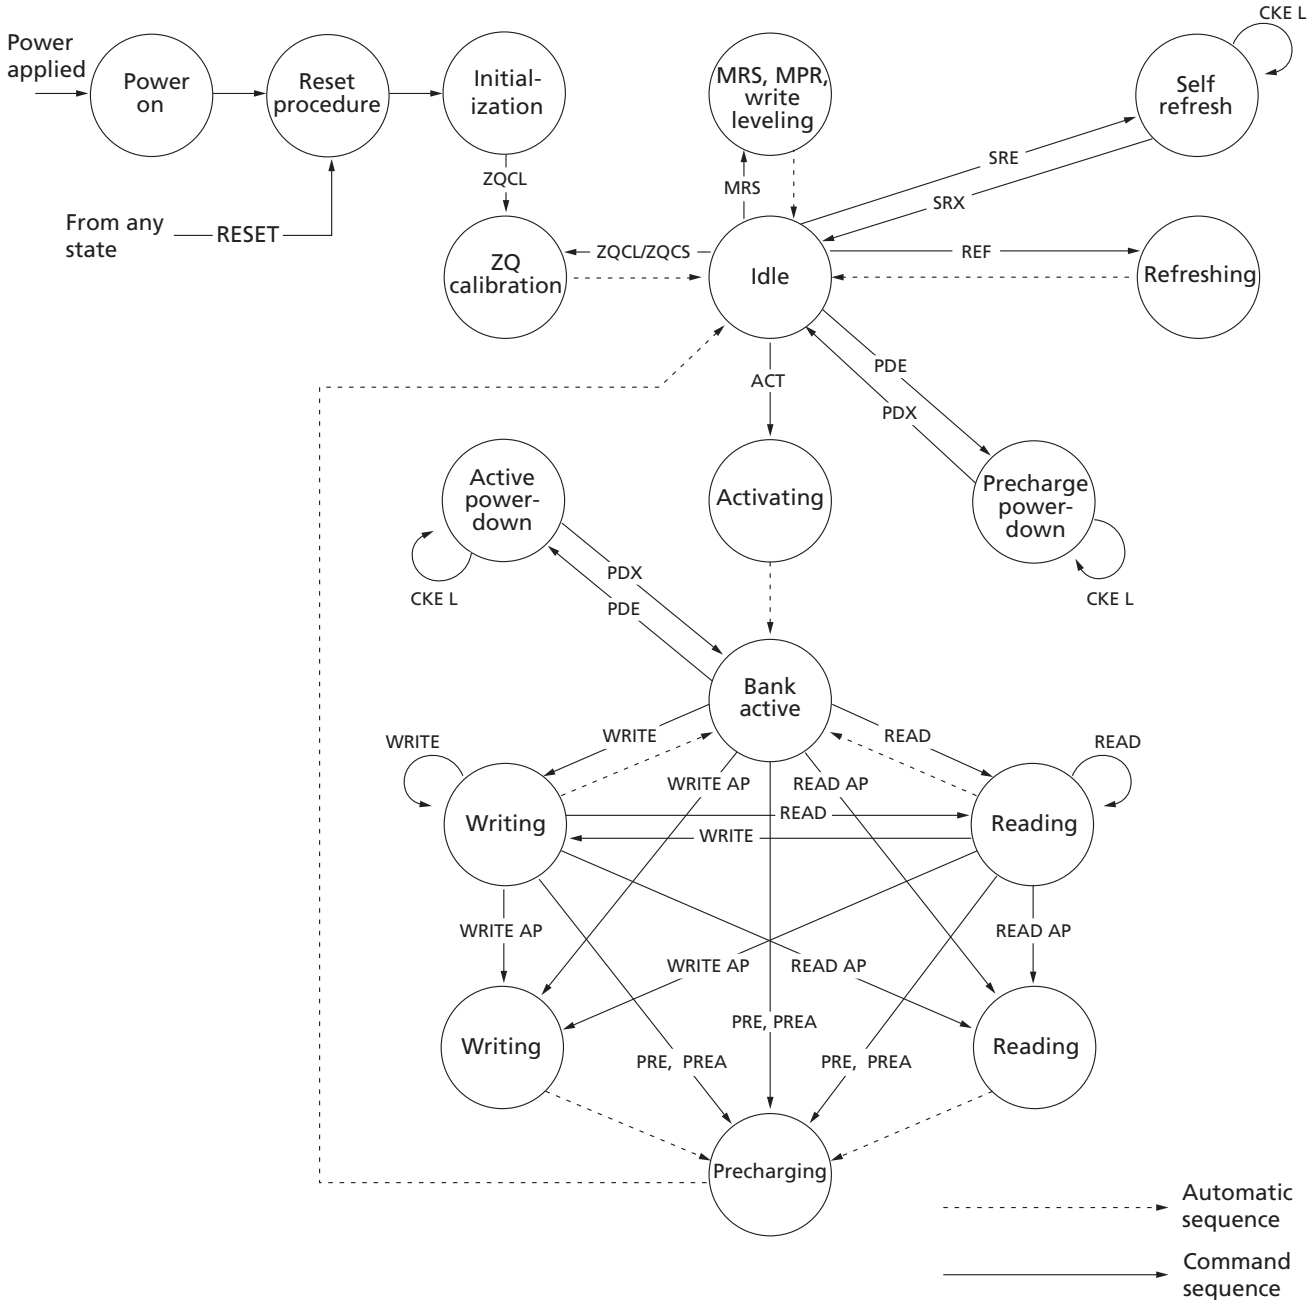 Power
applied
Power
on
Reset
procedure
Initial-
ization
MRS, MPR,
write
leveling
Self
refresh
CKE L
ZQCL
From any
state
RESET
MRS
SRE
SRX
ZQ
calibration
ZQCL/ZQCS
Idle
REF
Refreshing
ACT
PDE
PDX
Active
power-
down
Activating
Precharge
power-
down
CKE L
CKE L
PDX
PDE
Bank
active
WRITE
WRITE
READ
READ
WRITE AP
READ AP
Writing
READ
WRITE
Reading
WRITE AP
READ AP
WRITE AP
READ AP
PRE, PREA
Writing
Reading
PRE, PREA
PRE, PREA
Precharging
Automatic
sequence
Command
sequence